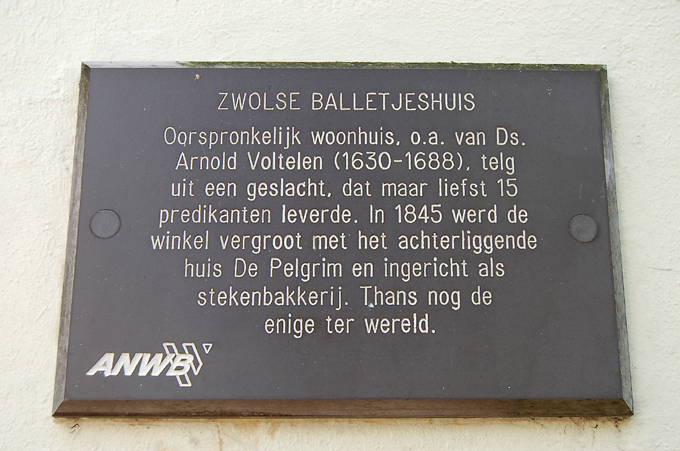 ZWOLSE BALLETJESHUIS
Oorspronkelijk woonhuis, o.a. van Ds.
Arnold Voltelen (1630-1688), telg
uit een geslacht, dat maar liefst 15
predikanten leverde. In 1845 werd de
winkel vergroot met het achterliggende
huis De Pelgrim en ingericht als
stekenbakkerij. Thans nog de
enige ter wereld.
ANWB